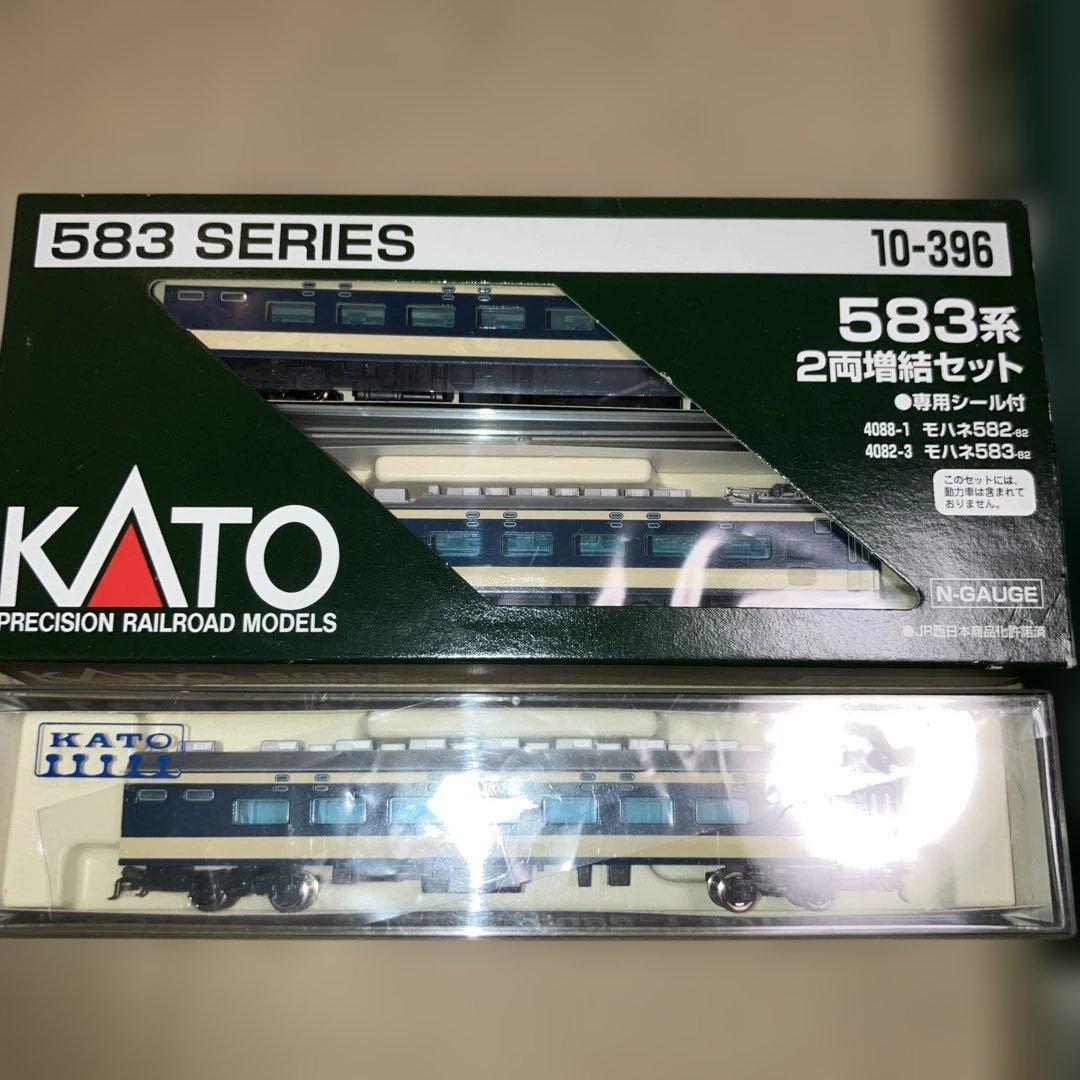 583 SERIES
10-396
583系
2両増結セット
●専用シール付
4088-1 モハネ582-82
4082-3 モハネ583-82
このセットには、
動力車は含まれて
おりません。
KATO
PRECISION RAILROAD MODELS
N-GAUGE
●JR西日本商品化許諾済
KATO